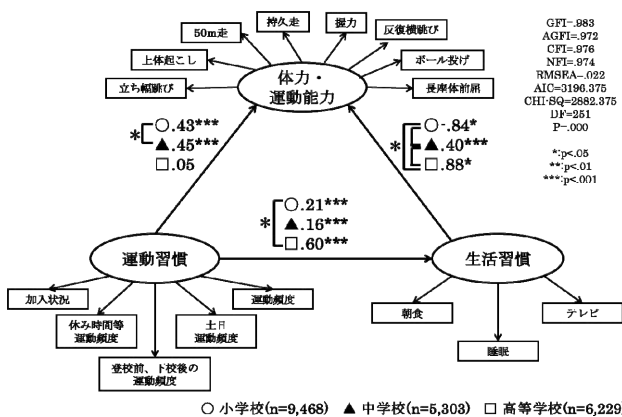 持久走
握力
50m走
反復横跳び
上体起こし
ボール投げ
立ち幅跳び
長座体前屈
体力・
運動能力
GFI=.983
AGFI=.972
CFI=.976
NFI=.974
RMSEA=.022
AIC=3196.375
CHI-SQ=2882.375
DF=251
P=.000
*:p<.05
**:p<.01
***:p<.001
*
○.43***
▲.45***
□.05
*
○-.84*
▲.40***
□.88*
*
○.21***
▲.16***
□.60***
運動習慣
生活習慣
加入状況
休み時間等
運動頻度
登校前、下校後の
運動頻度
土日
運動頻度
運動頻度
朝食
睡眠
テレビ
○ 小学校(n=9,468) ▲ 中学校(n=5,303) □ 高等学校(n=6,229)